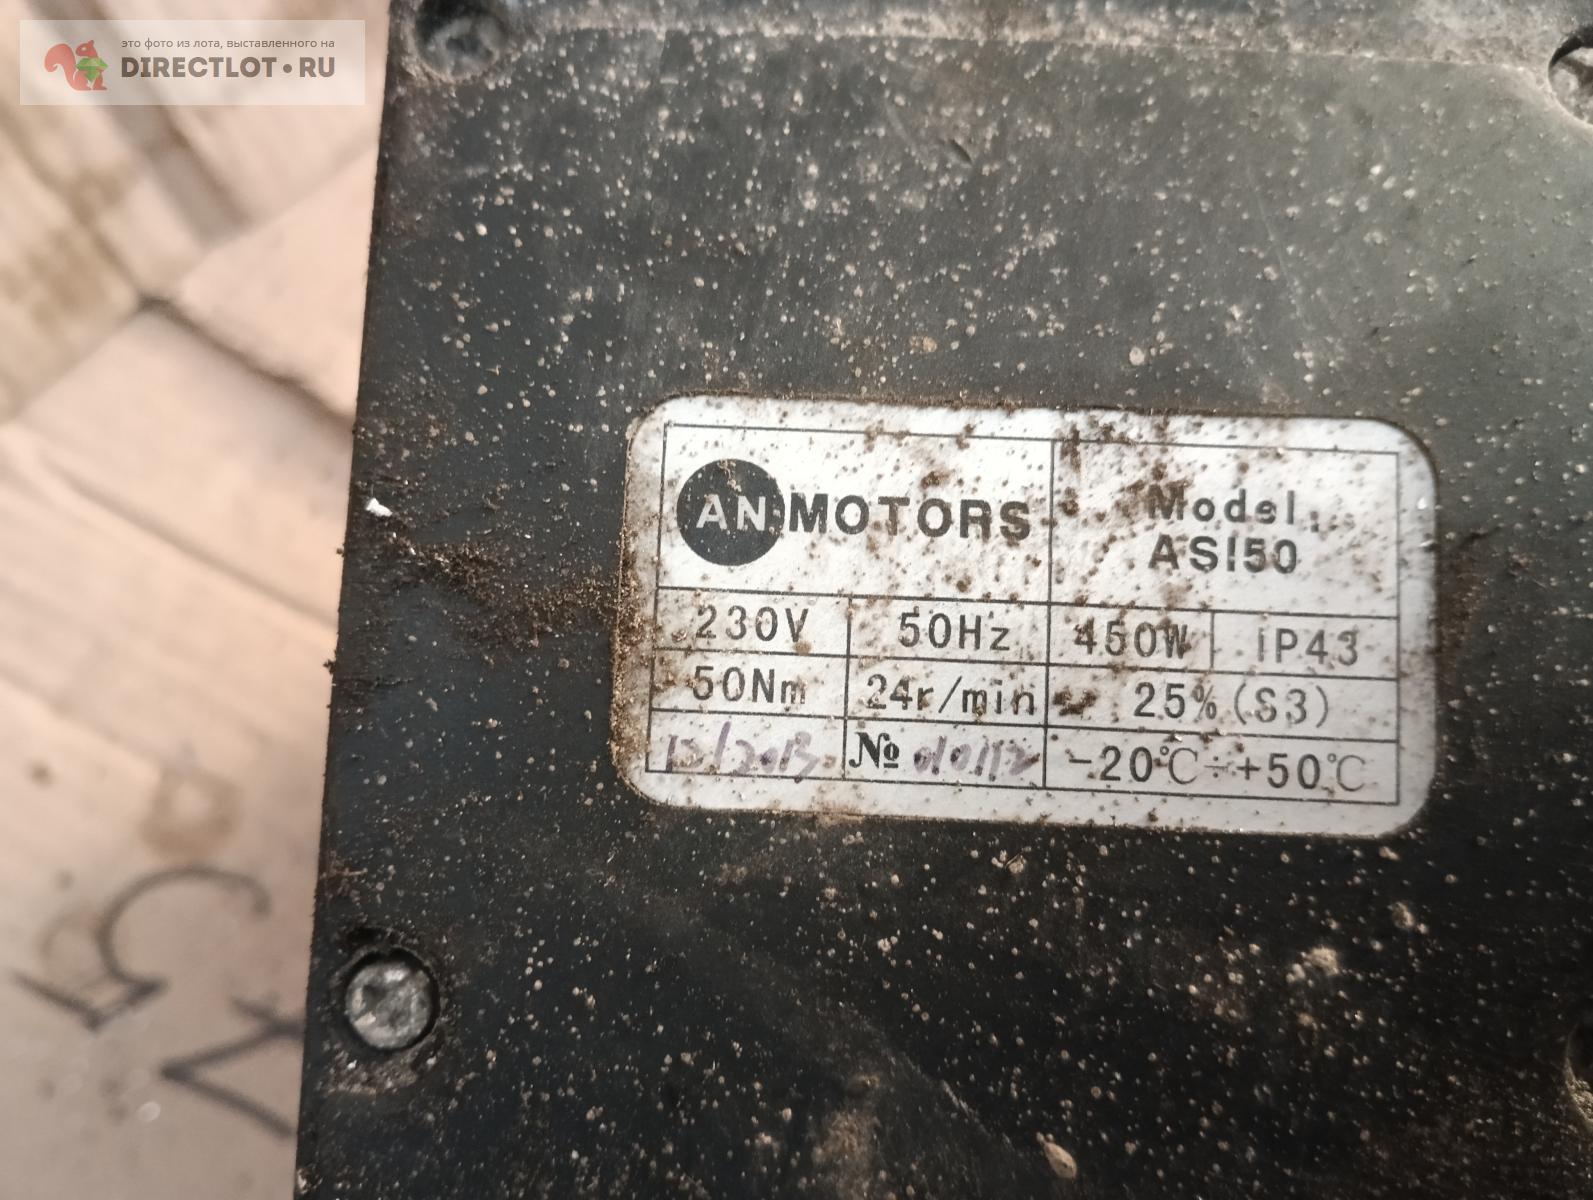 это фото из лота, выставленного на
DIRECTLOT.RU
AN MOTORS
Model:
ASI50
230V 50Hz 450W IP43
50Nm 24r/min 25% (S3)
12/2013 № -20℃÷+50℃